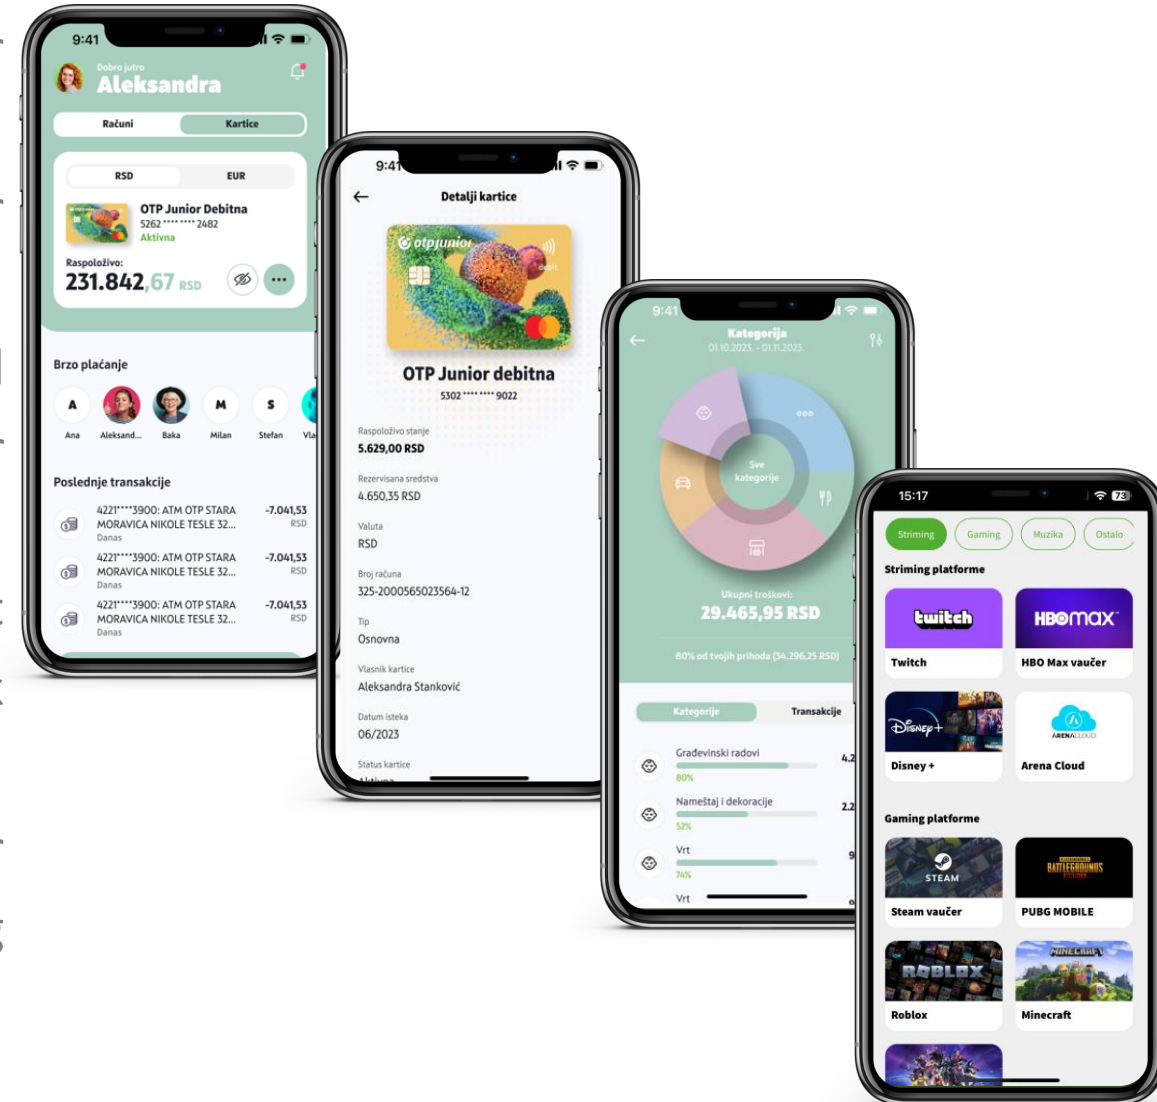 9:41
Dobro jutro
Aleksandra
Računi Kartice
RSD EUR
OTP Junior Debitna
5262 **** **** 2482
Aktivna
Raspoloživo:
231.842,67 RSD
Brzo plaćanje
A M S
Ana Aleksand... Baka Milan Stefan
Poslednje transakcije
4221****3900: ATM OTP STARA -7.041,53
MORAVICA NIKOLE TESLE 32... RSD
Danas
4221****3900: ATM OTP STARA -7.041,53
MORAVICA NIKOLE TESLE 32... RSD
Danas
4221****3900: ATM OTP STARA -7.041,53
MORAVICA NIKOLE TESLE 32... RSD
Danas
9:41
Detalji kartice
otpjunior
debit.
OTP Junior debitna
5302 **** **** 9022
Raspoloživo stanje
5.629,00 RSD
Rezervisana sredstva
4.650,35 RSD
Valuta
RSD
Broj računa
325-2000565023564-12
Tip
Osnovna
Vlasnik kartice
Aleksandra Stanković
Datum isteka
06/2023
Status kartice
Aktivna
9:41
Kategorija
01.10.2023. - 01.11.2023.
Sve
kategorije
Ukupni troškovi:
29.465,95 RSD
80% od tvojih prihoda (34.296,25 RSD)
Kategorije Transakcije
Građevinski radovi
80%
Nameštaj i dekoracije
52%
Vrt
74%
Vrt
15:17 73
Striming Gaming Muzika Ostalo
Striming platforme
twitch HBOMAX
Twitch HBO Max vaučer
Disney+ ARENACLOUD
Disney + Arena Cloud
Gaming platforme
STEAM BATTLEGROUNDS
Steam vaučer PUBG MOBILE
ROBLOX MINECRAFT
Roblox Minecraft